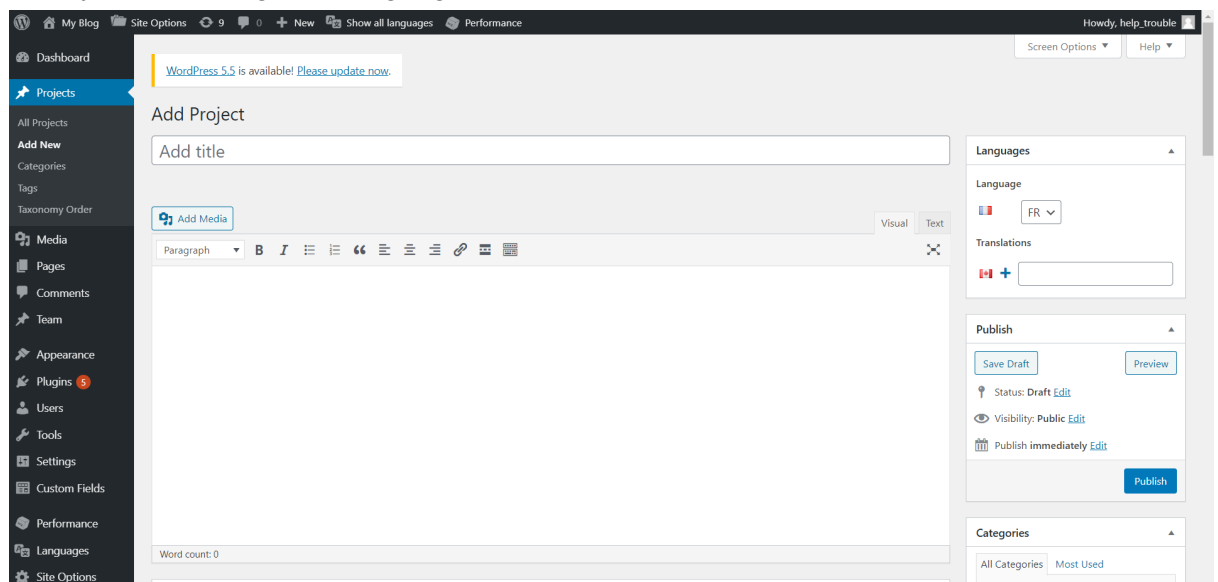 My Blog Site Options 9 0 New Show all languages Performance Howdy, help_trouble
Screen Options Help
Dashboard
Projects
All Projects
Add New
Categories
Tags
Taxonomy Order
Media
Pages
Comments
Team
Appearance
Plugins 5
Users
Tools
Settings
Custom Fields
Performance
Languages
Site Options
WordPress 5.5 is available! Please update now.
Add Project
Add title
Add Media
Visual Text
Paragraph B I
Word count: 0
Languages
Language
FR
Translations
Publish
Save Draft Preview
Status: Draft Edit
Visibility: Public Edit
Publish immediately Edit
Publish
Categories
All Categories Most Used